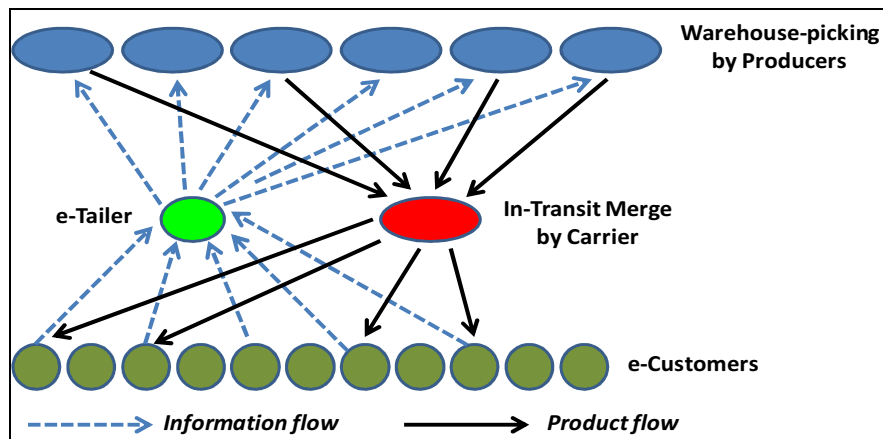 Warehouse-picking
by Producers
e-Tailer
In-Transit Merge
by Carrier
e-Customers
Information flow
Product flow